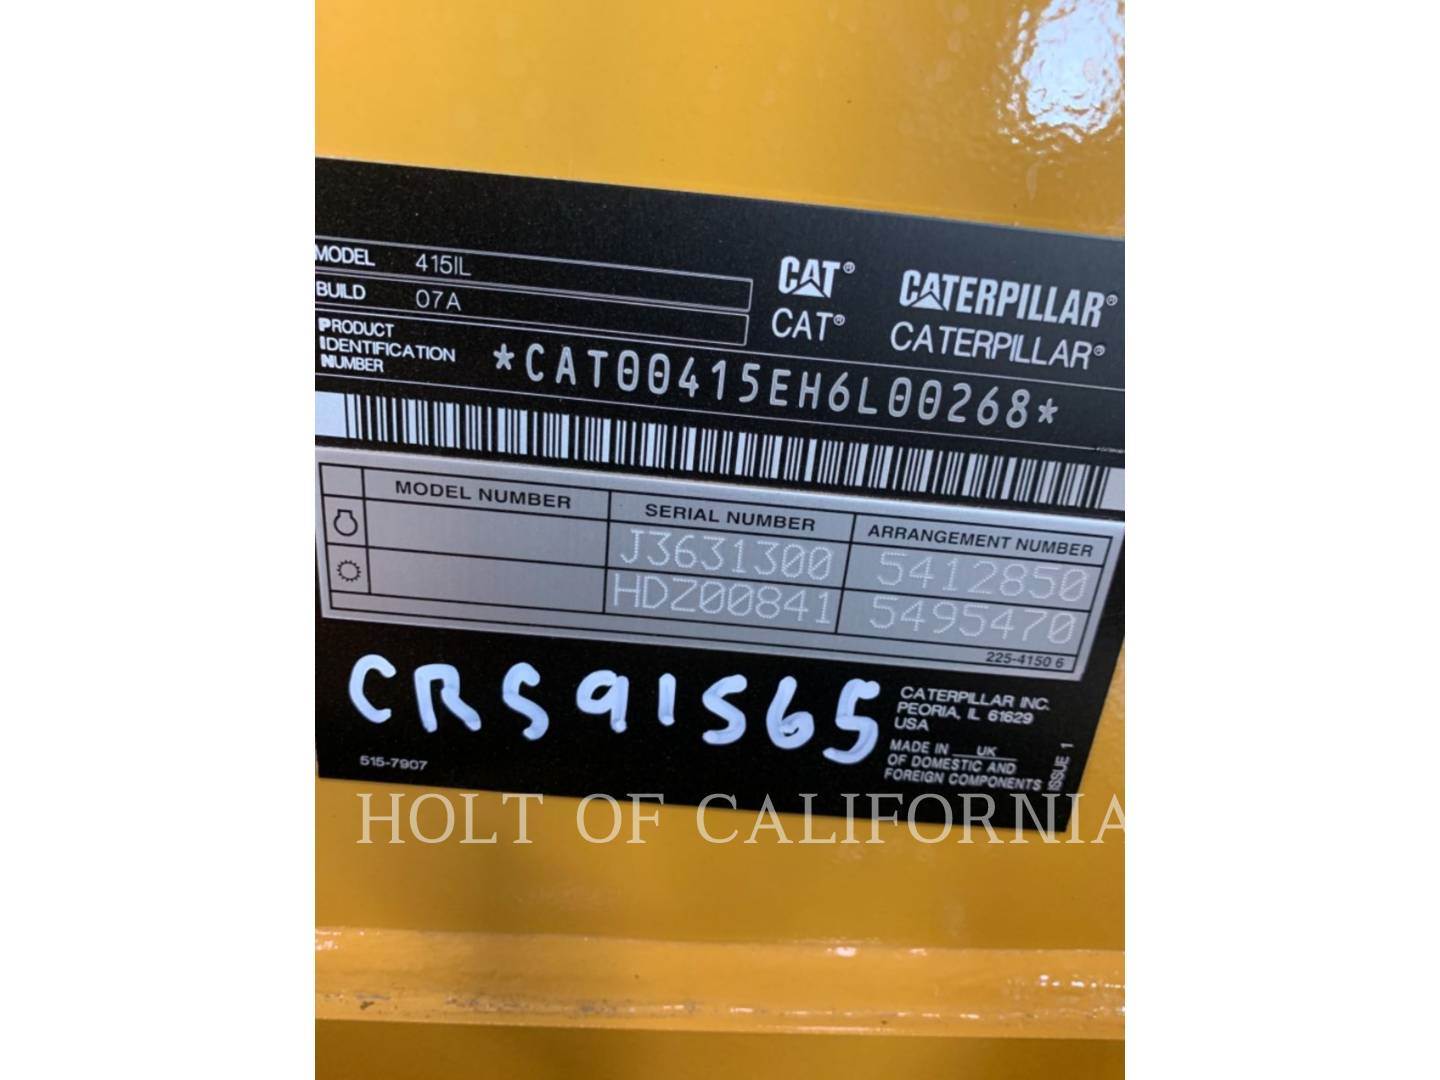 MODEL 415IL
BUILD 07A
CAT® CATERPILLAR®
CAT® CATERPILLAR®
PRODUCT
IDENTIFICATION
NUMBER
*CAT00415EH6L00268*
MODEL NUMBER SERIAL NUMBER ARRANGEMENT NUMBER
J3631300 5412850
HDZ00841 5495470
225-4150 6
CRS91565
CATERPILLAR INC.
PEORIA, IL 61629
USA
MADE IN UK
OF DOMESTIC AND
FOREIGN COMPONENTS
ISSUE 1
515-7907
HOLT OF CALIFORNIA